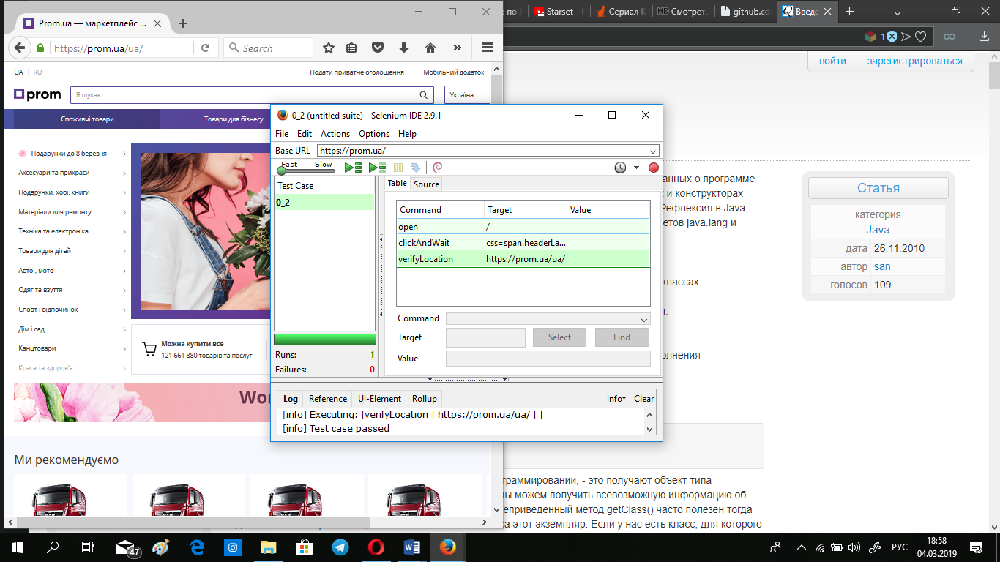 Prom.ua — маркетплейс ...
https://prom.ua/ua/
Search
UA | RU
Подати приватне оголошення
Мобільний додаток
prom
Я шукаю...
Україна
Споживчі товари
Товари для бізнесу
Подарунки до 8 березня
Аксесуари та прикраси
Подарунки, хобі, книги
Матеріали для ремонту
Техніка та електроніка
Товари для дітей
Авто-, мото
Одяг та взуття
Спорт і відпочинок
Дім і сад
Канцтовари
Краса та здоров'я
Можна купити все
121 661 880 товарів та послуг
Wo
Ми рекомендуємо
MAN
MAN
MAN
MAN
0_2 (untitled suite) - Selenium IDE 2.9.1
File Edit Actions Options Help
Base URL https://prom.ua/
Fast Slow
Test Case
0_2
Runs: 1
Failures: 0
Table Source
Command Target Value
open /
clickAndWait css=span.headerLa...
verifyLocation https://prom.ua/ua/
Command
Target Select Find
Value
Log Reference UI-Element Rollup Info Clear
[info] Executing: |verifyLocation | https://prom.ua/ua/ | |
[info] Test case passed
к по J
Starset - 
Сериал К
HD Смотреть
github.co
Введе
1
войти
зарегистрироваться
анных о программе
и конструкторах
Рефлексия в Java
етов java.lang и
классах.
ы.
олнения
раммировании, - это получают объект типа
ы можем получить всевозможную информацию об
еприведенный метод getClass() часто полезен тогда
са этот экземпляр. Если у нас есть класс, для которого
Статья
категория
Java
дата 26.11.2010
автор san
голосов 109
47
РУС
18:58
04.03.2019